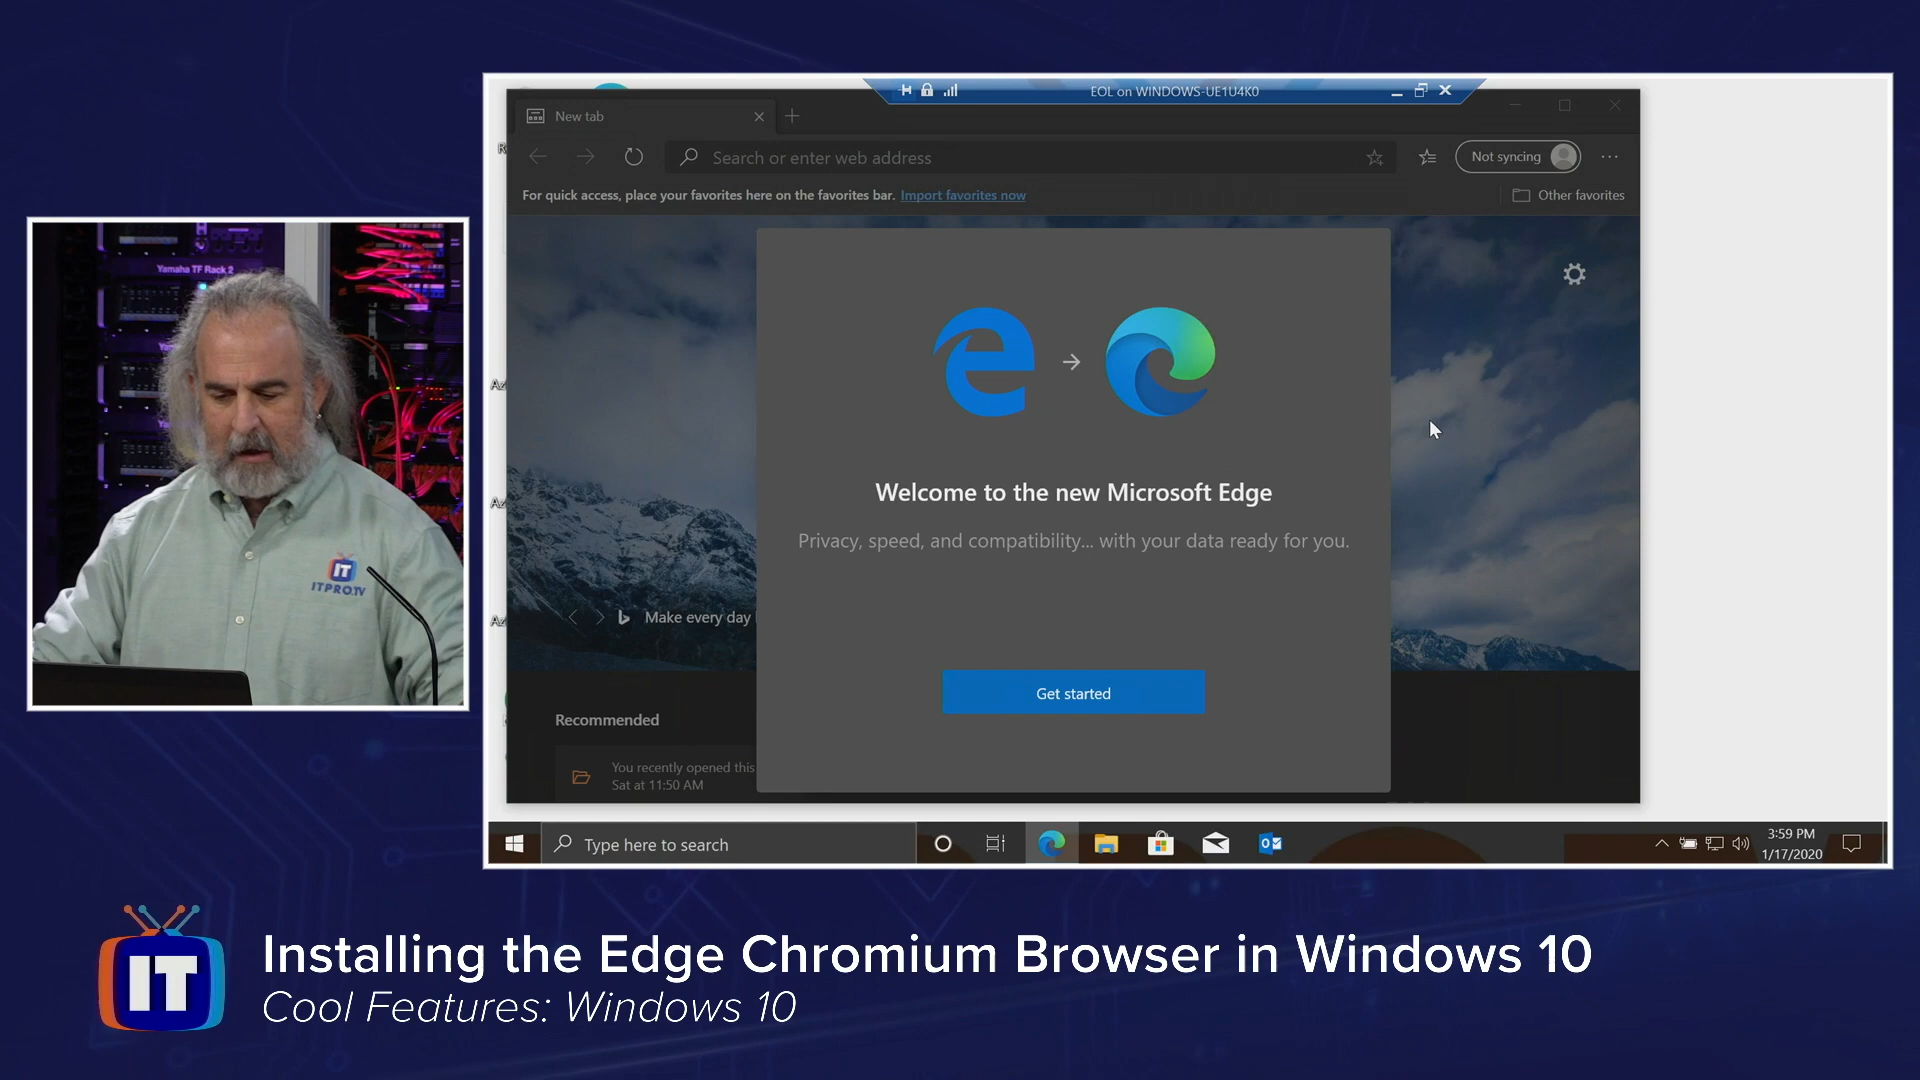 EOL on WINDOWS-UE1U4K0
New tab
Search or enter web address
Not syncing
For quick access, place your favorites here on the favorites bar. Import favorites now
Other favorites
Yamaha TF Rack 2
Welcome to the new Microsoft Edge
Privacy, speed, and compatibility... with your data ready for you.
IT
ITPRO.TV
Make every day
Get started
Recommended
You recently opened this
Sat at 11:50 AM
Type here to search
3:59 PM
1/17/2020
IT
Installing the Edge Chromium Browser in Windows 10
Cool Features: Windows 10